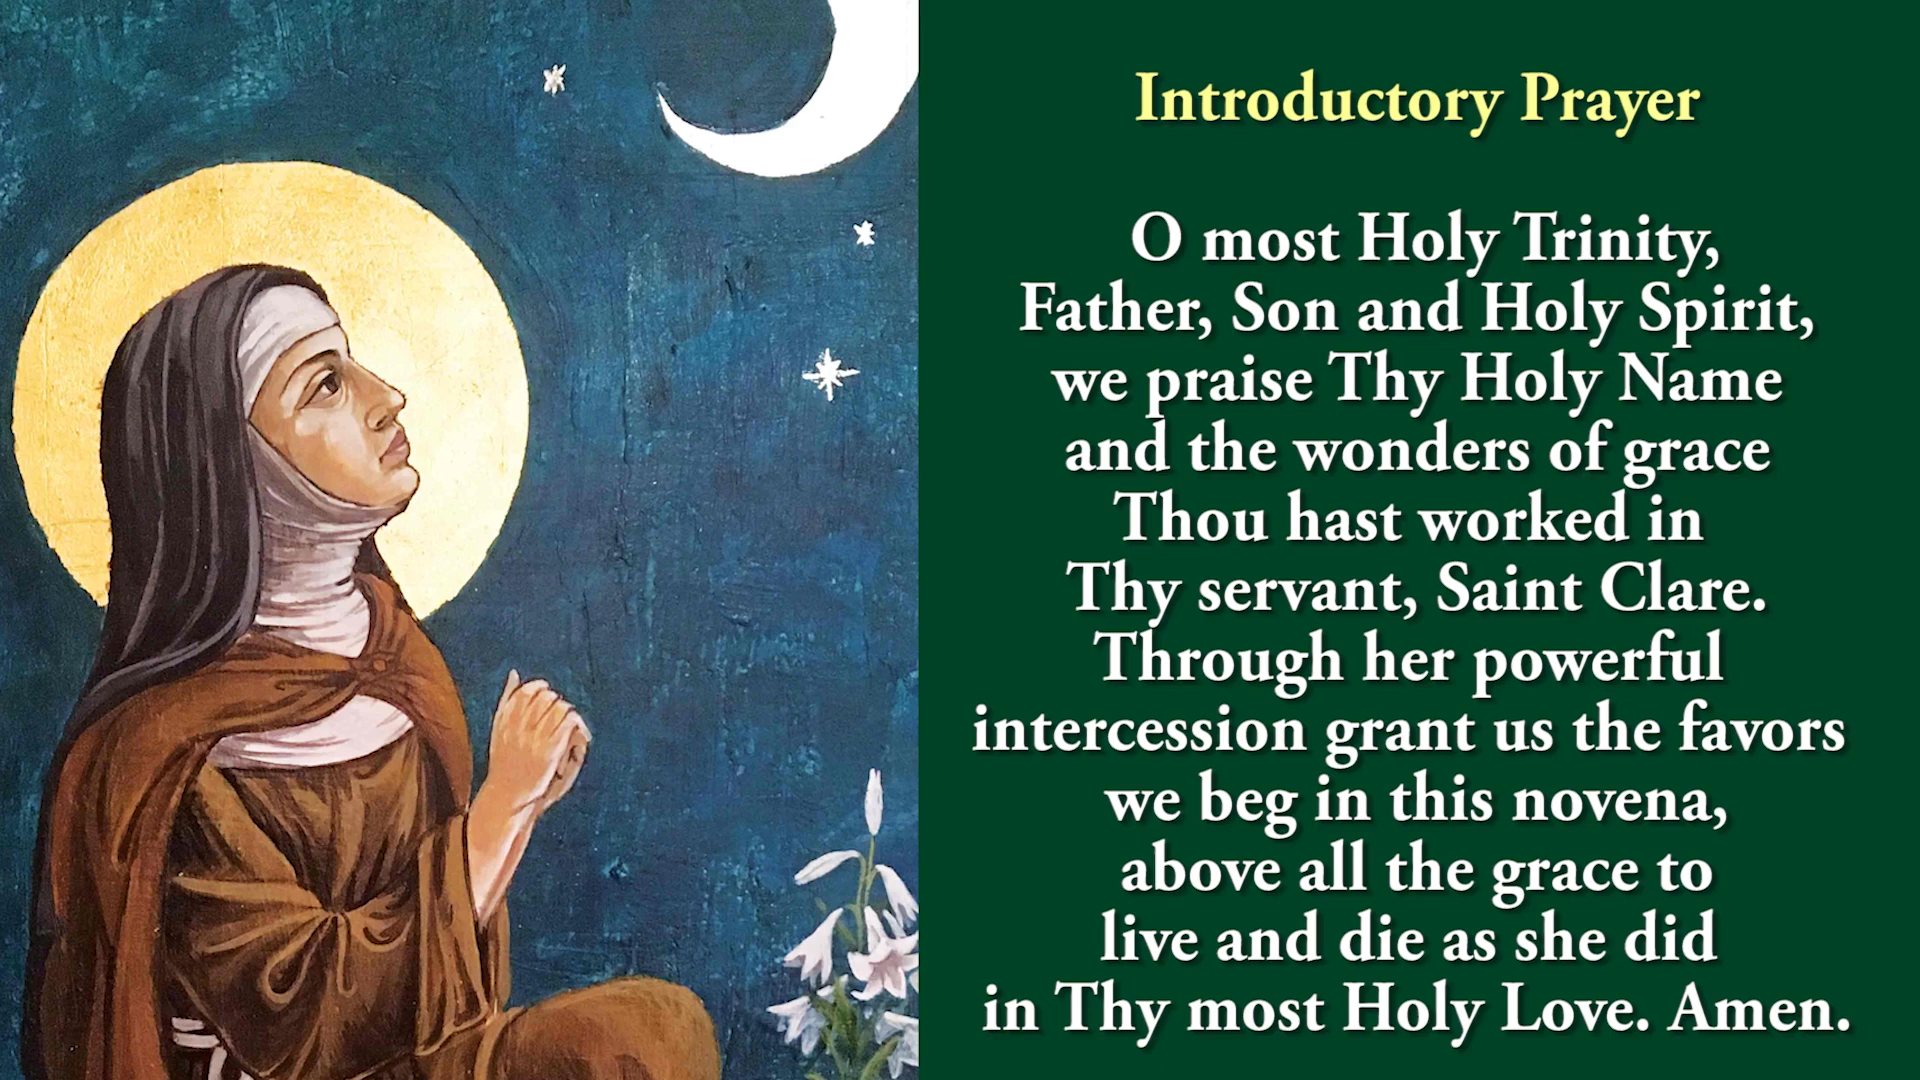 Introductory Prayer
O most Holy Trinity,
Father, Son and Holy Spirit,
we praise Thy Holy Name
and the wonders of grace
Thou hast worked in
Thy servant, Saint Clare.
Through her powerful
intercession grant us the favors
we beg in this novena,
above all the grace to
live and die as she did
in Thy most Holy Love. Amen.